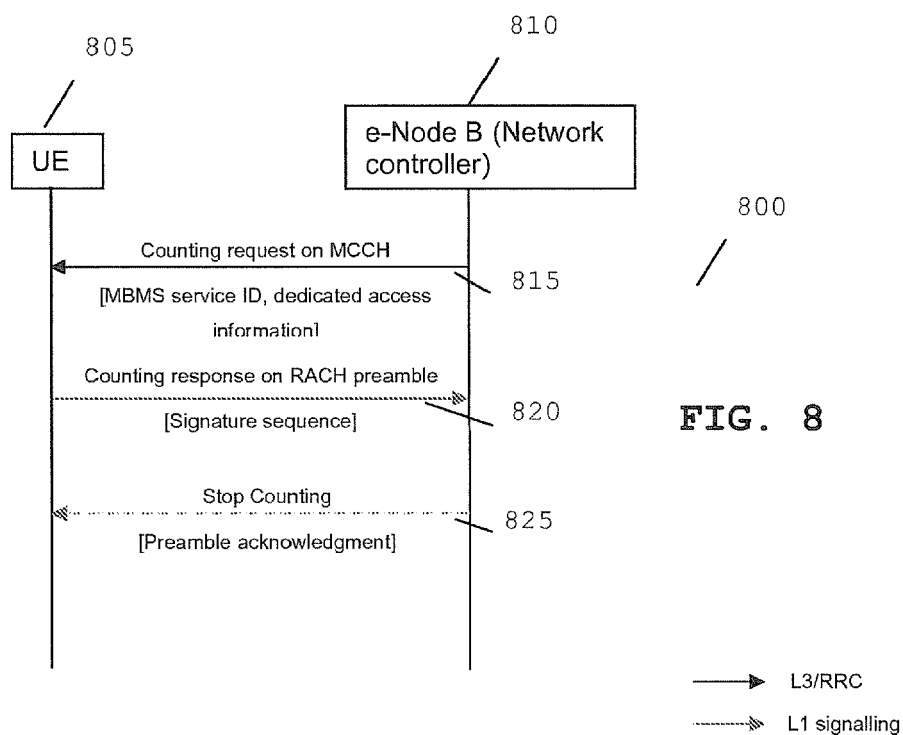 805
810
UE
e-Node B (Network
controller)
800
Counting request on MCCH
815
[MBMS service ID, dedicated access
information]
Counting response on RACH preamble
820
[Signature sequence]
FIG. 8
Stop Counting
825
[Preamble acknowledgment]
L3/RRC
L1 signalling